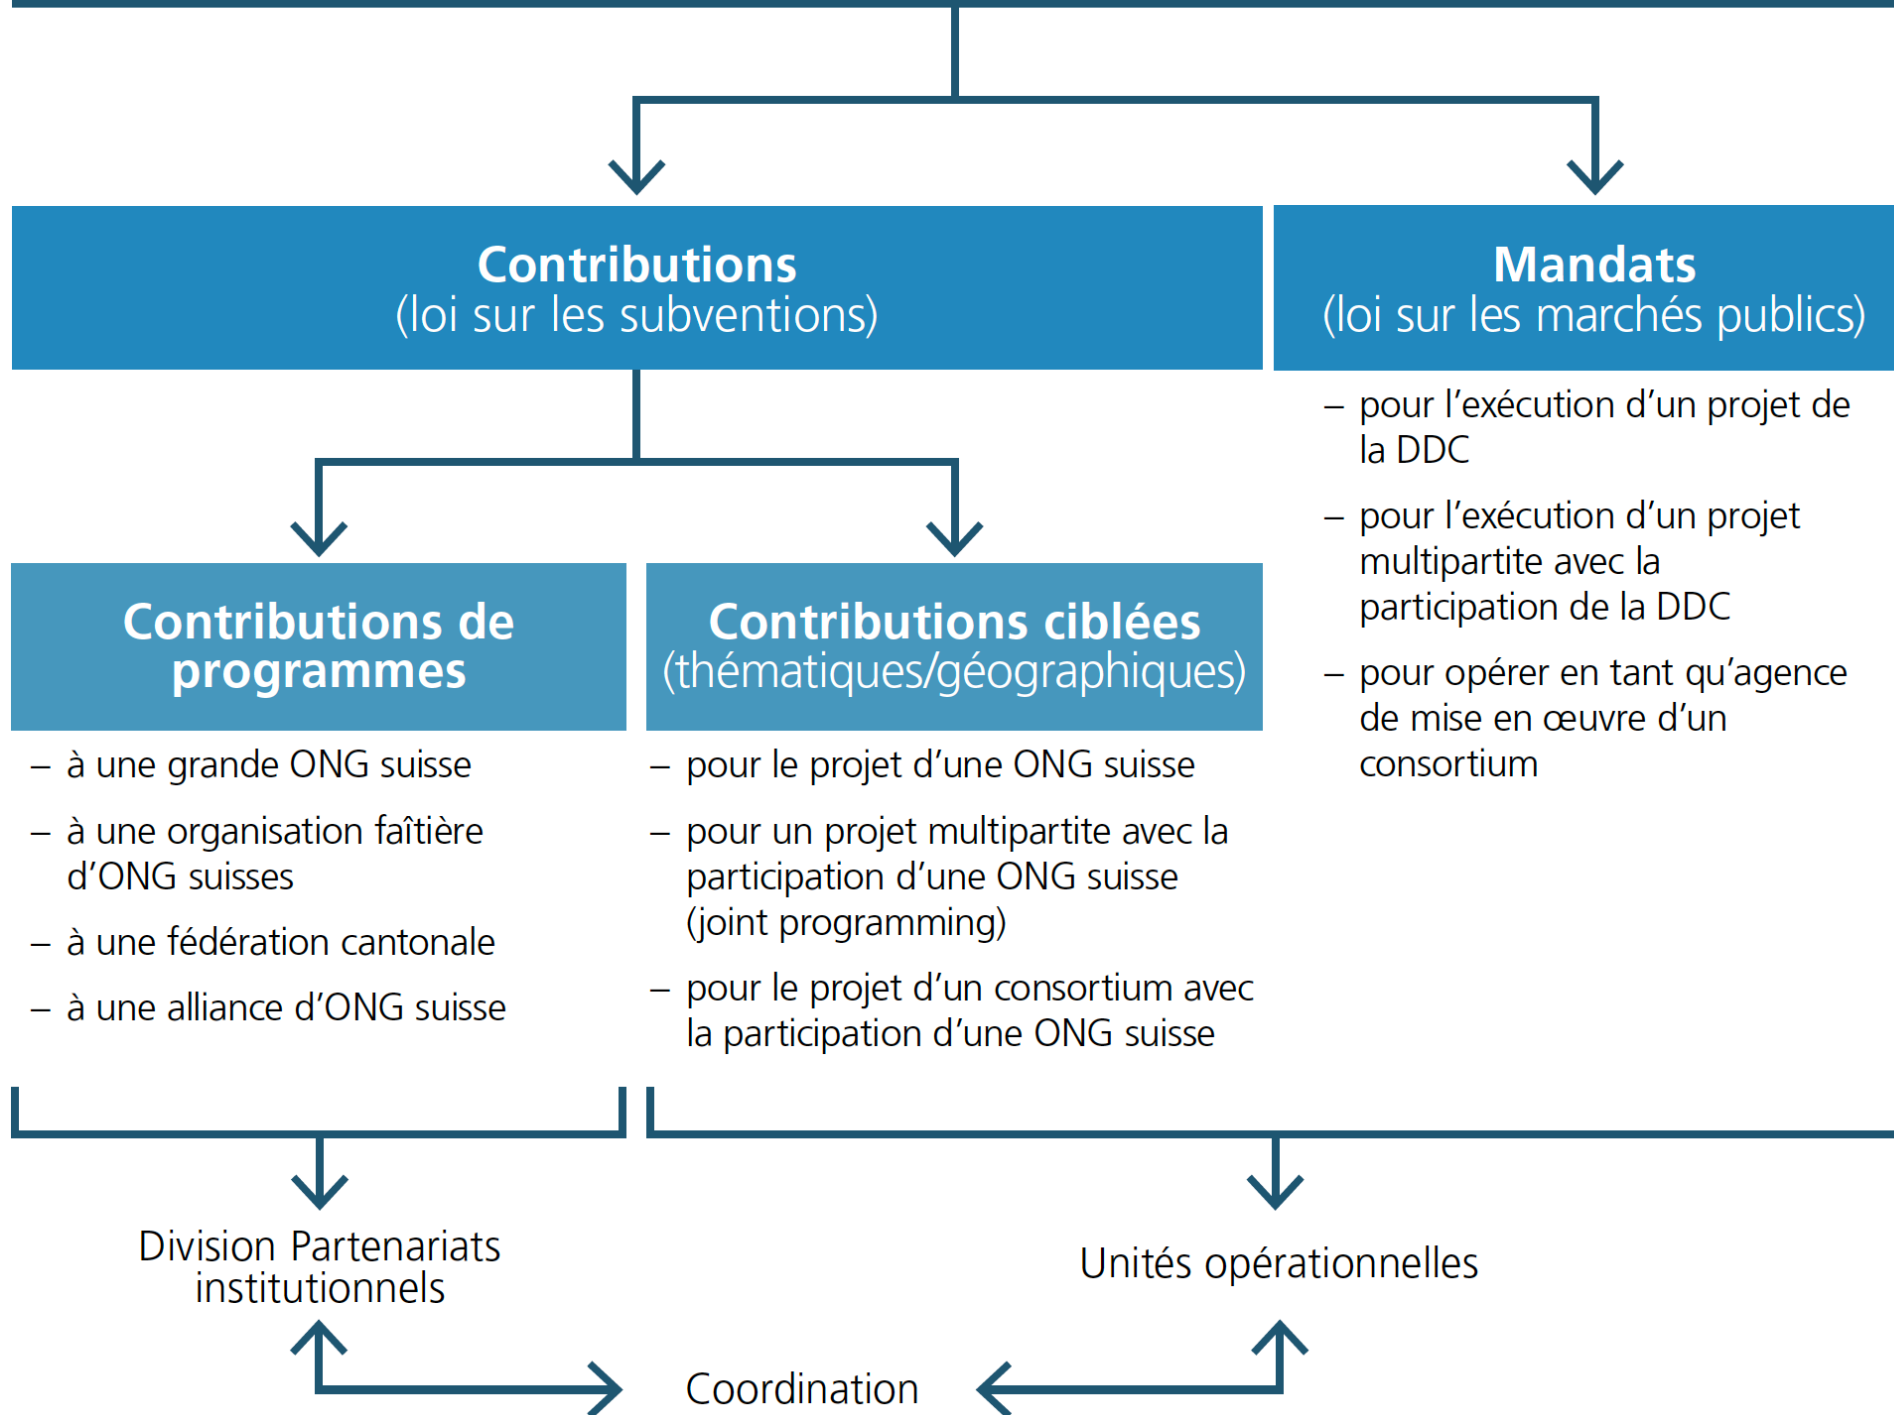 Contributions
(loi sur les subventions)
Mandats
(loi sur les marchés publics)
– pour l’exécution d’un projet de
la DDC
– pour l’exécution d’un projet
multipartite avec la
participation de la DDC
– pour opérer en tant qu’agence
de mise en œuvre d’un
consortium
Contributions de
programmes
– à une grande ONG suisse
– à une organisation faîtière
d’ONG suisses
– à une fédération cantonale
– à une alliance d’ONG suisse
Contributions ciblées
(thématiques/géographiques)
– pour le projet d’une ONG suisse
– pour un projet multipartite avec la
participation d’une ONG suisse
(joint programming)
– pour le projet d’un consortium avec
la participation d’une ONG suisse
Division Partenariats
institutionnels
Unités opérationnelles
Coordination